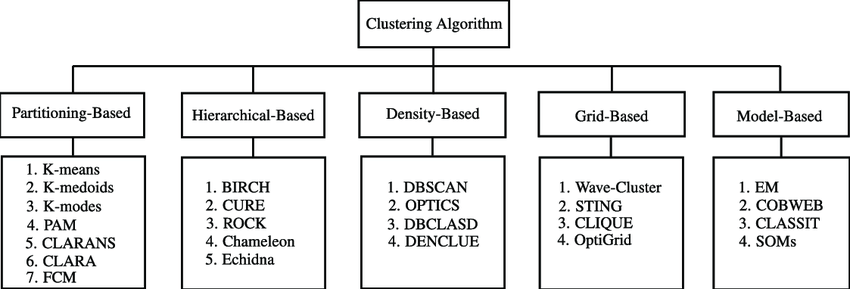 Clustering Algorithm
Partitioning-Based
Hierarchical-Based
Density-Based
Grid-Based
Model-Based
1. K-means
2. K-medoids
3. K-modes
4. PAM
5. CLARANS
6. CLARA
7. FCM
1. BIRCH
2. CURE
3. ROCK
4. Chameleon
5. Echidna
1. DBSCAN
2. OPTICS
3. DBCLASD
4. DENCLUE
1. Wave-Cluster
2. STING
3. CLIQUE
4. OptiGrid
1. EM
2. COBWEB
3. CLASSIT
4. SOMs